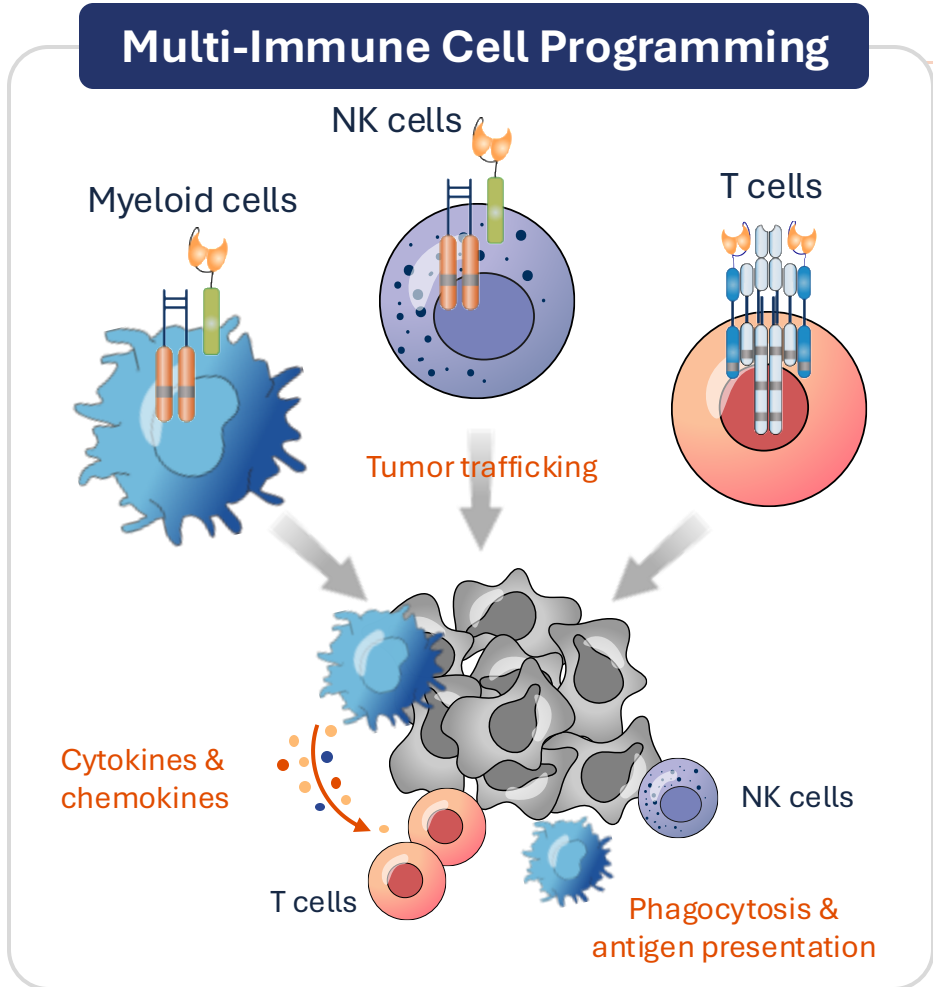 Multi-Immune Cell Programming
NK cells
Myeloid cells
T cells
Tumor trafficking
Cytokines &
chemokines
NK cells
T cells
Phagocytosis &
antigen presentation